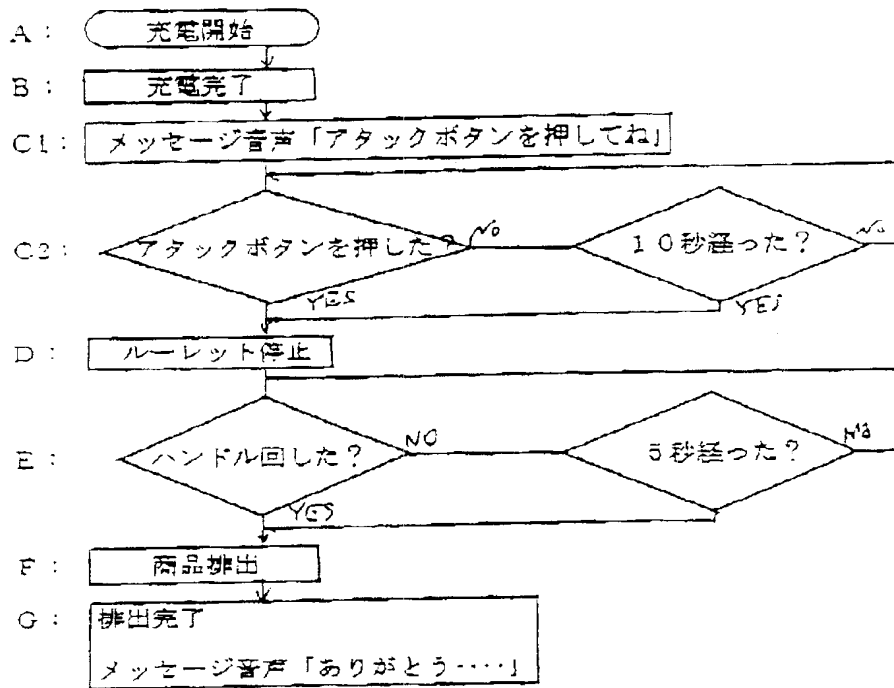 A： 充電開始
B： 充電完了
C1： メッセージ音声「アタックボタンを押してね」
C2： アタックボタンを押した？ No １０秒経った？ No
YES YES
D： ルーレット停止
E： ハンドル回した？ NO ５秒経った？ No
YES
F： 商品排出
G： 排出完了
メッセージ音声「ありがとう‥‥」